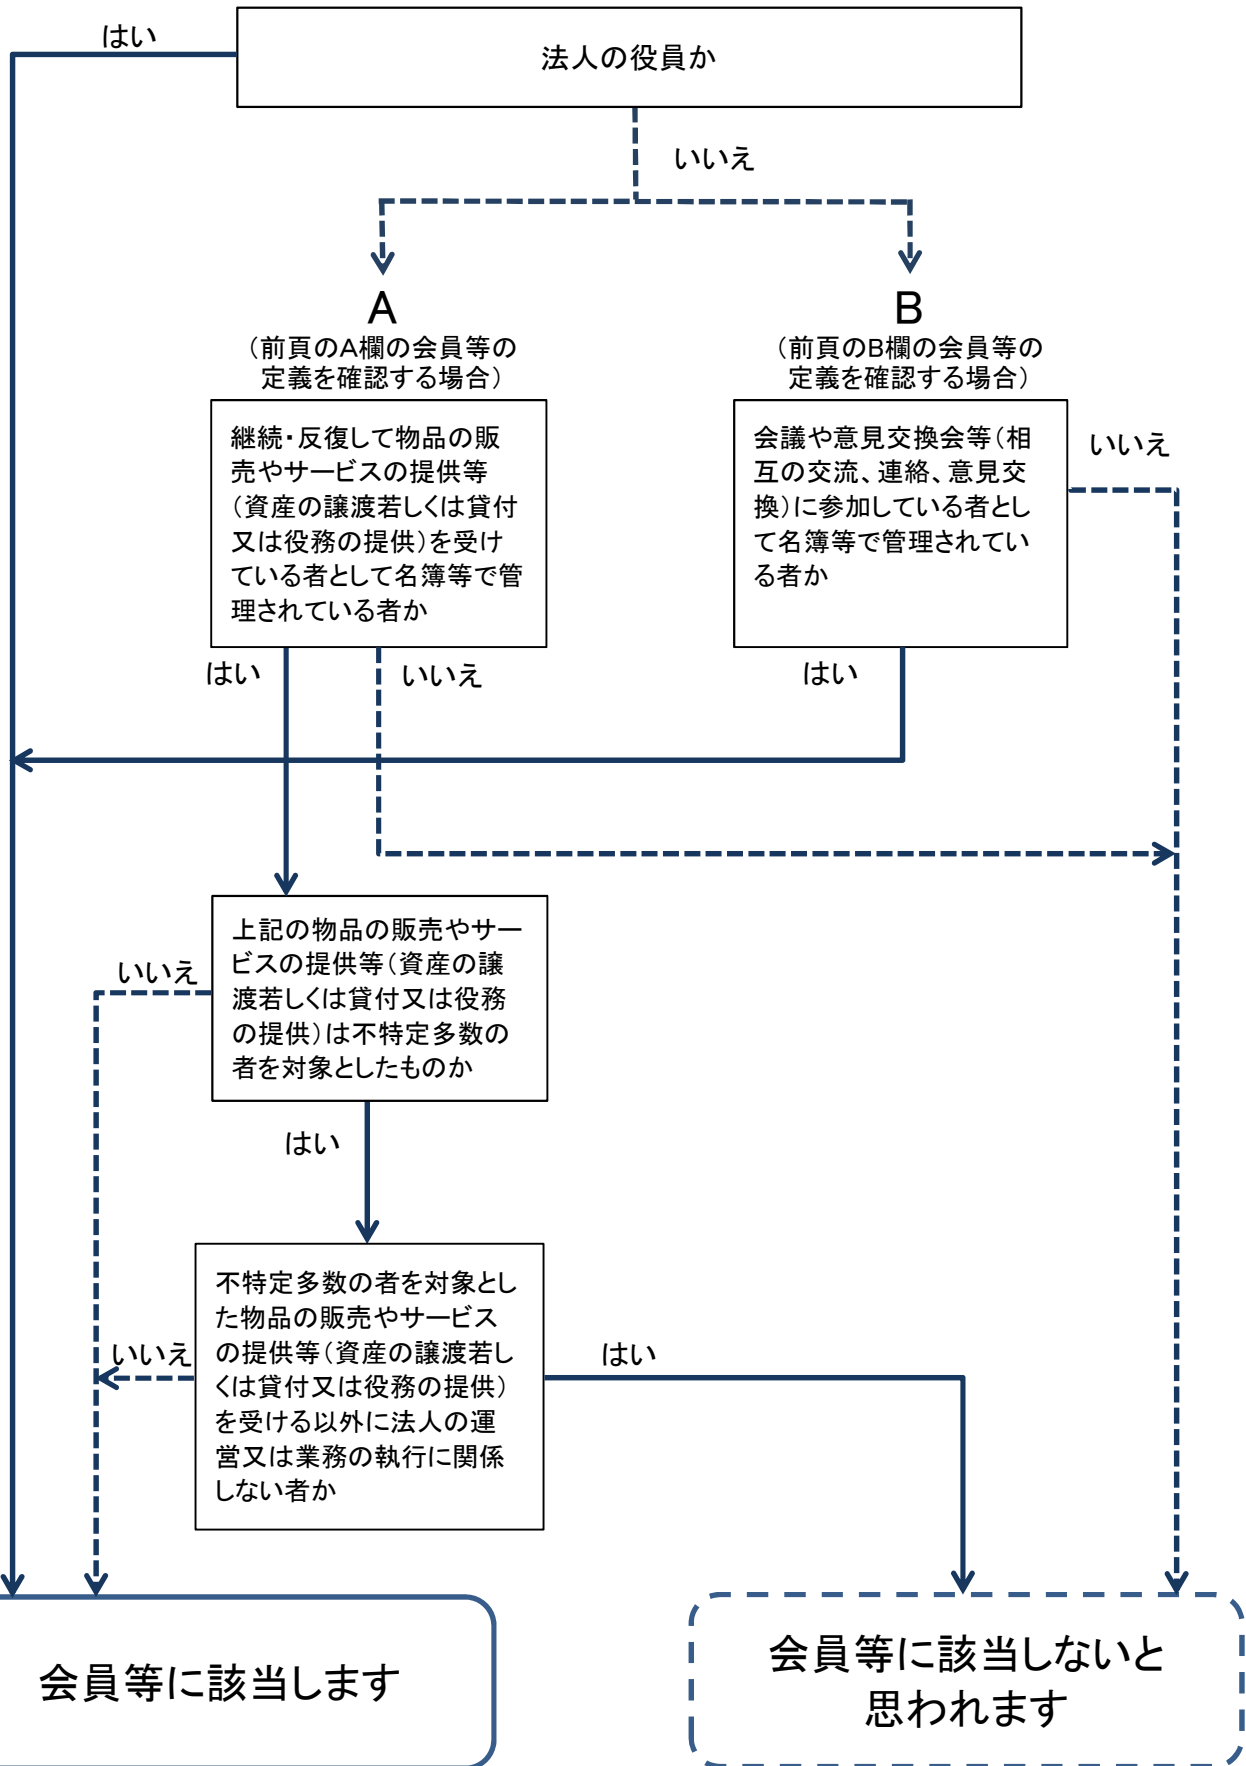 はい
法人の役員か
いいえ
A
(前頁のA欄の会員等の
定義を確認する場合)
B
(前頁のB欄の会員等の
定義を確認する場合)
継続・反復して物品の販
売やサービスの提供等
(資産の譲渡若しくは貸付
又は役務の提供)を受け
ている者として名簿等で管
理されている者か
会議や意見交換会等(相
互の交流、連絡、意見交
換)に参加している者とし
て名簿等で管理されてい
る者か
いいえ
はい
いいえ
はい
上記の物品の販売やサー
ビスの提供等(資産の譲
渡若しくは貸付又は役務
の提供)は不特定多数の
者を対象としたものか
いいえ
はい
不特定多数の者を対象とし
た物品の販売やサービス
の提供等(資産の譲渡若し
くは貸付又は役務の提供)
を受ける以外に法人の運
営又は業務の執行に関係
しない者か
いいえ
はい
会員等に該当します
会員等に該当しないと
思われます